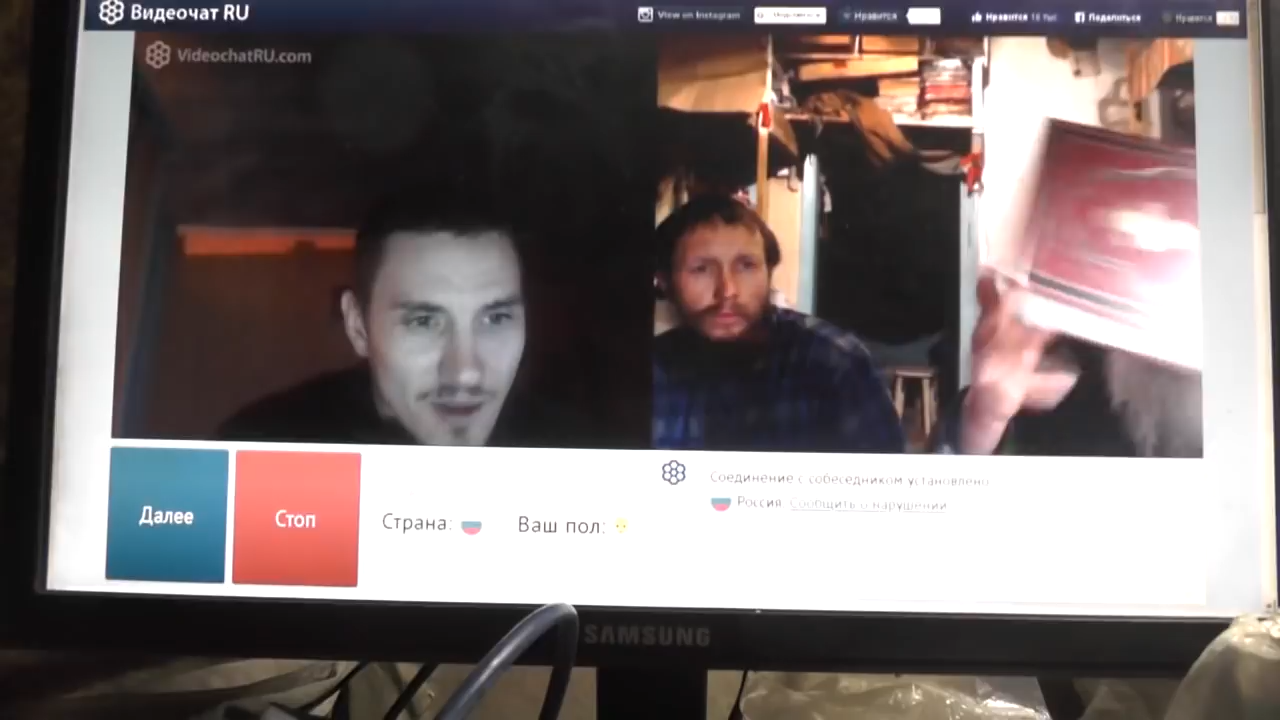 Видеочат RU
View on Instagram
Нравится
Нравится
Поделиться
Нравится
VideochatRU.com
Далее
Стоп
Страна:
Ваш пол:
Соединение с собеседником установлено
Россия Сообщить о нарушении
SAMSUNG